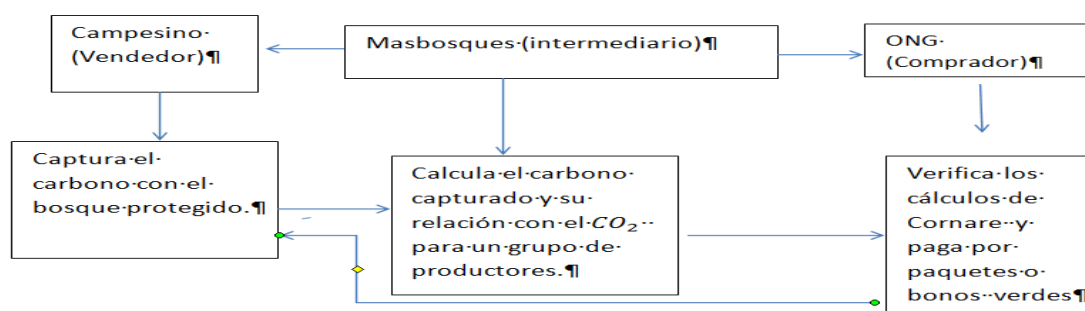 Campesino·
(Vendedor)¶
Masbosques·(intermediario)¶
ONG·
(Comprador)¶
Captura·el·
carbono·con·el·
bosque·protegido.¶
Calcula·el·carbono·
capturado·y·su·
relación·con·el·CO₂··
para·un·grupo·de·
productores.¶
Verifica·los·
cálculos·de·
Cornare··y·
paga·por·
paquetes·o·
bonos··verdes¶